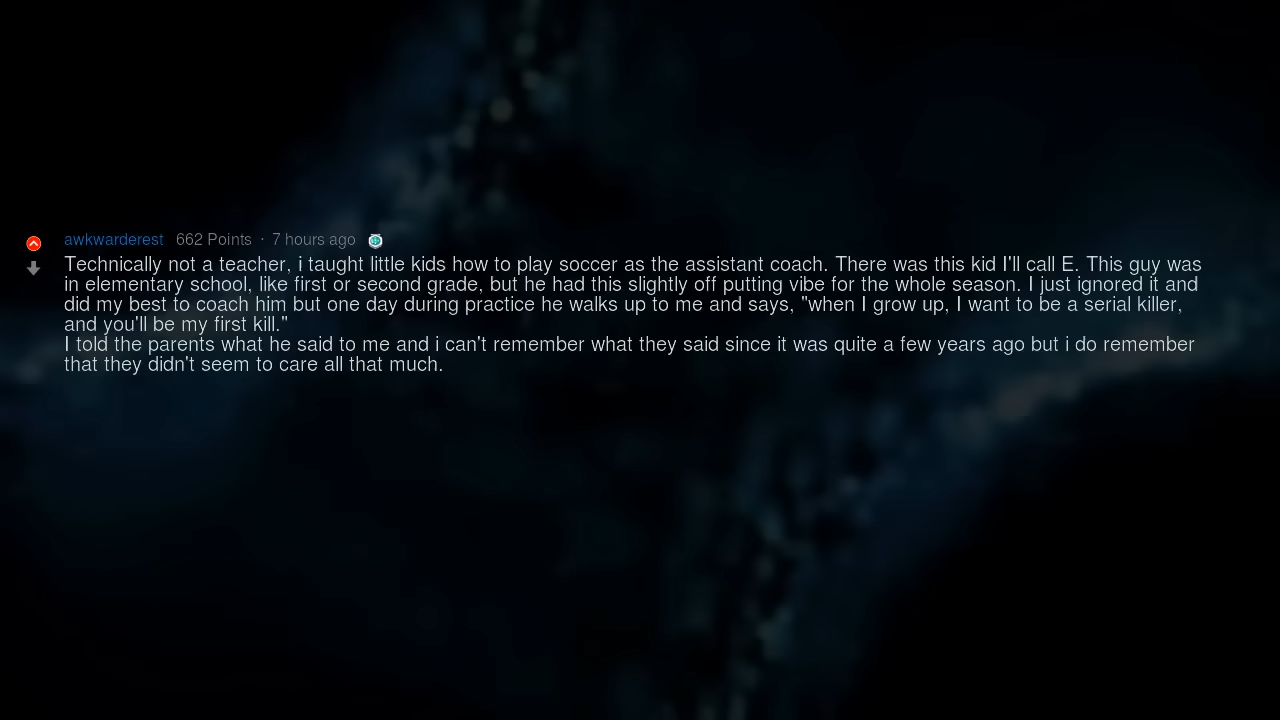 awkwarderest 662 Points · 7 hours ago
Technically not a teacher, i taught little kids how to play soccer as the assistant coach. There was this kid I'll call E. This guy was
in elementary school, like first or second grade, but he had this slightly off putting vibe for the whole season. I just ignored it and
did my best to coach him but one day during practice he walks up to me and says, "when I grow up, I want to be a serial killer,
and you'll be my first kill."
I told the parents what he said to me and i can't remember what they said since it was quite a few years ago but i do remember
that they didn't seem to care all that much.